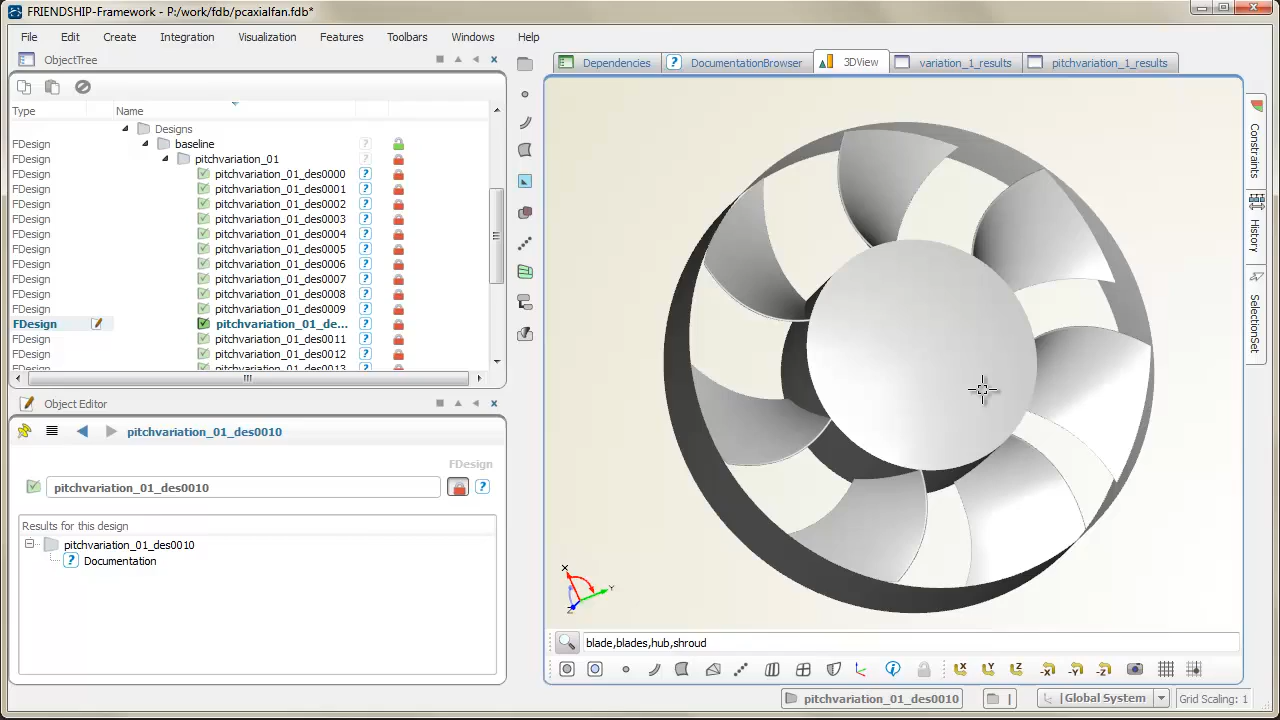 FRIENDSHIP-Framework - P:/work/fdb/pcaxialfan.fdb*
File Edit Create Integration Visualization Features Toolbars Windows Help
ObjectTree
Dependencies ? DocumentationBrowser 3DView variation_1_results pitchvariation_1_results
Type Name
Designs
FDesign baseline ?
FDesign pitchvariation_01 ?
FDesign pitchvariation_01_des0000 ?
FDesign pitchvariation_01_des0001 ?
FDesign pitchvariation_01_des0002 ?
FDesign pitchvariation_01_des0003 ?
FDesign pitchvariation_01_des0004 ?
FDesign pitchvariation_01_des0005 ?
FDesign pitchvariation_01_des0006 ?
FDesign pitchvariation_01_des0007 ?
FDesign pitchvariation_01_des0008 ?
FDesign pitchvariation_01_des0009 ?
FDesign pitchvariation_01_de... ?
FDesign pitchvariation_01_des0011 ?
FDesign pitchvariation_01_des0012 ?
FDesign pitchvariation_01_des0013
Constraints
History
SelectionSet
Object Editor
pitchvariation_01_des0010
FDesign
pitchvariation_01_des0010 ?
Results for this design
pitchvariation_01_des0010
? Documentation
X Y Z
blade,blades,hub,shroud
X Y Z -X -Y -Z
pitchvariation_01_des0010 | Global System Grid Scaling: 1